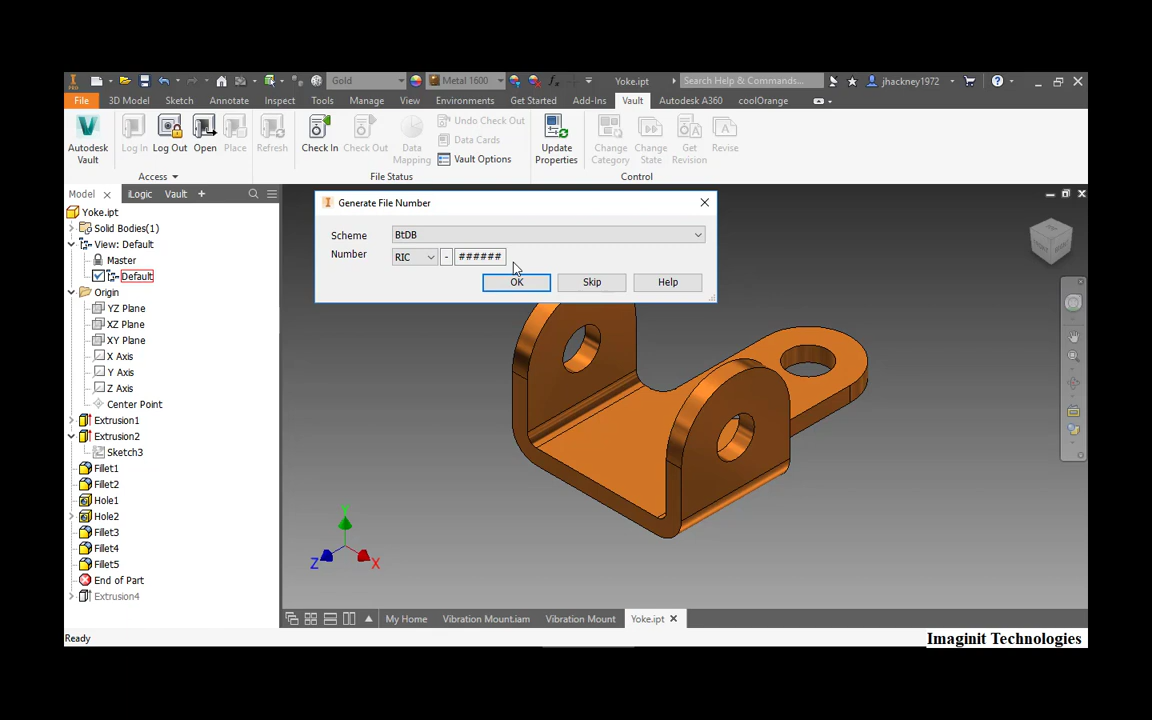 Gold
Metal 1600
Yoke.ipt
Search Help & Commands...
jhackney1972
PRO
File
3D Model
Sketch
Annotate
Inspect
Tools
Manage
View
Environments
Get Started
Add-Ins
Vault
Autodesk A360
coolOrange
Autodesk
Vault
Log In
Log Out
Open
Place
Refresh
Check In
Check Out
Data
Mapping
Undo Check Out
Data Cards
Vault Options
Update
Properties
Change
Category
Change
State
Get
Revision
Revise
Access
File Status
Control
Model
iLogic
Vault
Yoke.ipt
Solid Bodies(1)
View: Default
Master
Default
Origin
YZ Plane
XZ Plane
XY Plane
X Axis
Y Axis
Z Axis
Center Point
Extrusion1
Extrusion2
Sketch3
Fillet1
Fillet2
Hole1
Hole2
Fillet3
Fillet4
Fillet5
End of Part
Extrusion4
Generate File Number
Scheme
BtDB
Number
RIC
-
######
OK
Skip
Help
Y
Z
X
My Home
Vibration Mount.iam
Vibration Mount
Yoke.ipt
Ready
Imaginit Technologies